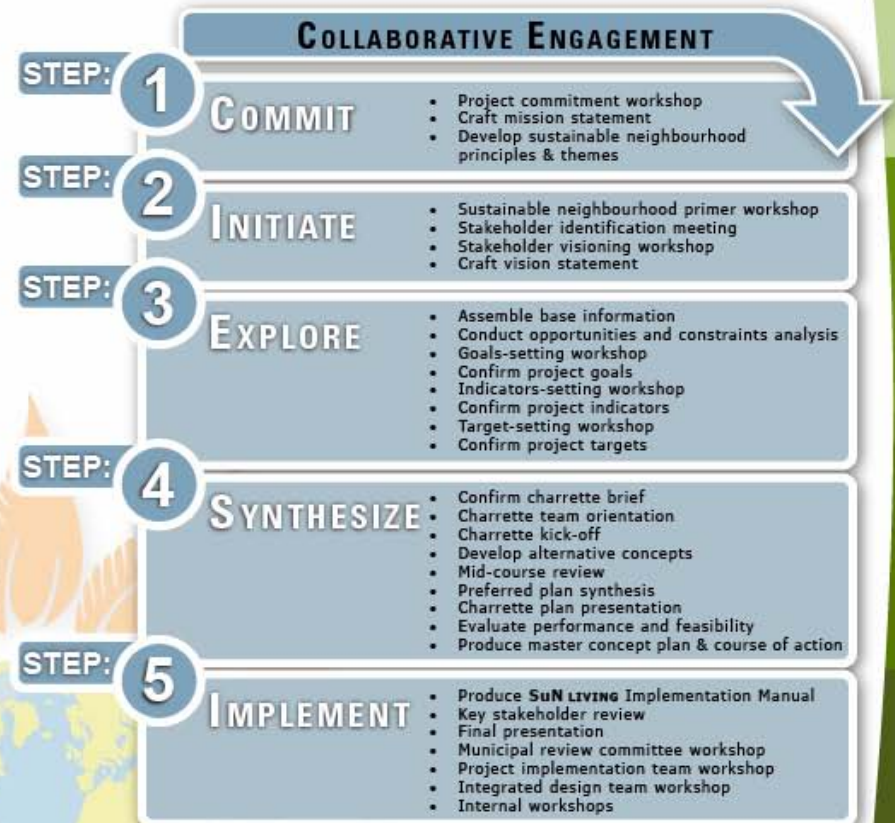 COLLABORATIVE ENGAGEMENT
STEP: 1
COMMIT
• Project commitment workshop
• Craft mission statement
• Develop sustainable neighbourhood
principles & themes
STEP: 2
INITIATE
• Sustainable neighbourhood primer workshop
• Stakeholder identification meeting
• Stakeholder visioning workshop
• Craft vision statement
STEP: 3
EXPLORE
• Assemble base information
• Conduct opportunities and constraints analysis
• Goals-setting workshop
• Confirm project goals
• Indicators-setting workshop
• Confirm project indicators
• Target-setting workshop
• Confirm project targets
STEP: 4
SYNTHESIZE
• Confirm charrette brief
• Charrette team orientation
• Charrette kick-off
• Develop alternative concepts
• Mid-course review
• Preferred plan synthesis
• Charrette plan presentation
• Evaluate performance and feasibility
• Produce master concept plan & course of action
STEP: 5
IMPLEMENT
• Produce SuN LIVING Implementation Manual
• Key stakeholder review
• Final presentation
• Municipal review committee workshop
• Project implementation team workshop
• Integrated design team workshop
• Internal workshops